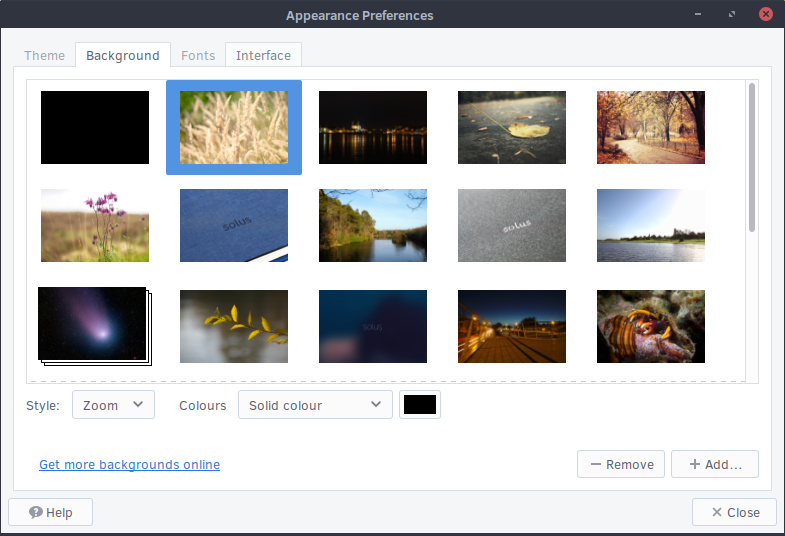 Appearance Preferences
Theme Background Fonts Interface
solus
solus
solus
Style: Zoom Colours Solid colour
Get more backgrounds online Remove Add...
Help Close